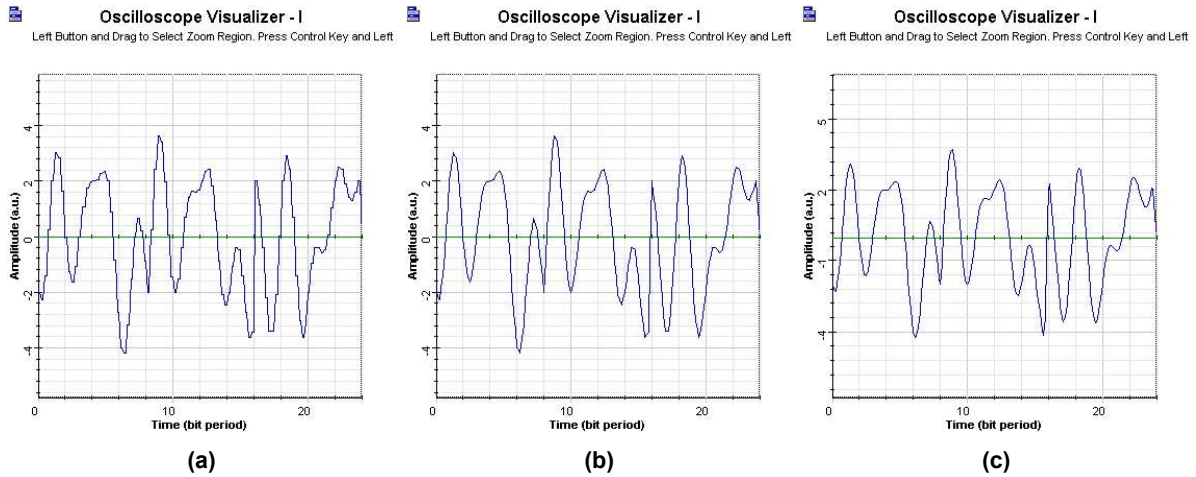 Oscilloscope Visualizer - I
Left Button and Drag to Select Zoom Region. Press Control Key and Left
Amplitude (a.u.)
4
2
0
-2
-4
0 10 20
Time (bit period)
(a)
Oscilloscope Visualizer - I
Left Button and Drag to Select Zoom Region. Press Control Key and Left
Amplitude (a.u.)
4
2
0
-2
-4
0 10 20
Time (bit period)
(b)
Oscilloscope Visualizer - I
Left Button and Drag to Select Zoom Region. Press Control Key and Left
Amplitude (a.u.)
5
2
-1
-4
0 10 20
Time (bit period)
(c)